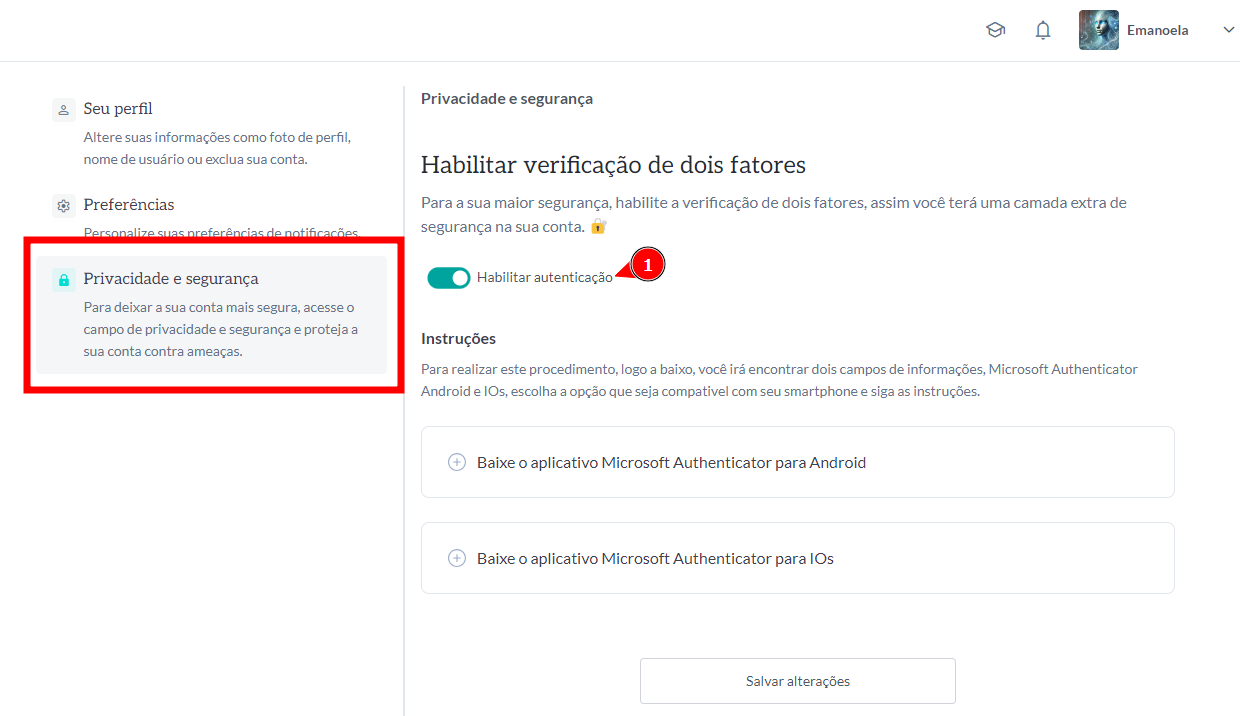 Emanoela
Seu perfil
Altere suas informações como foto de perfil,
nome de usuário ou exclua sua conta.
Preferências
Personalize suas preferências de notificações.
Privacidade e segurança
Para deixar a sua conta mais segura, acesse o
campo de privacidade e segurança e proteja a
sua conta contra ameaças.
Privacidade e segurança
Habilitar verificação de dois fatores
Para a sua maior segurança, habilite a verificação de dois fatores, assim você terá uma camada extra de
segurança na sua conta.
Habilitar autenticação
1
Instruções
Para realizar este procedimento, logo a baixo, você irá encontrar dois campos de informações, Microsoft Authenticator
Android e IOs, escolha a opção que seja compativel com seu smartphone e siga as instruções.
Baixe o aplicativo Microsoft Authenticator para Android
Baixe o aplicativo Microsoft Authenticator para IOs
Salvar alterações